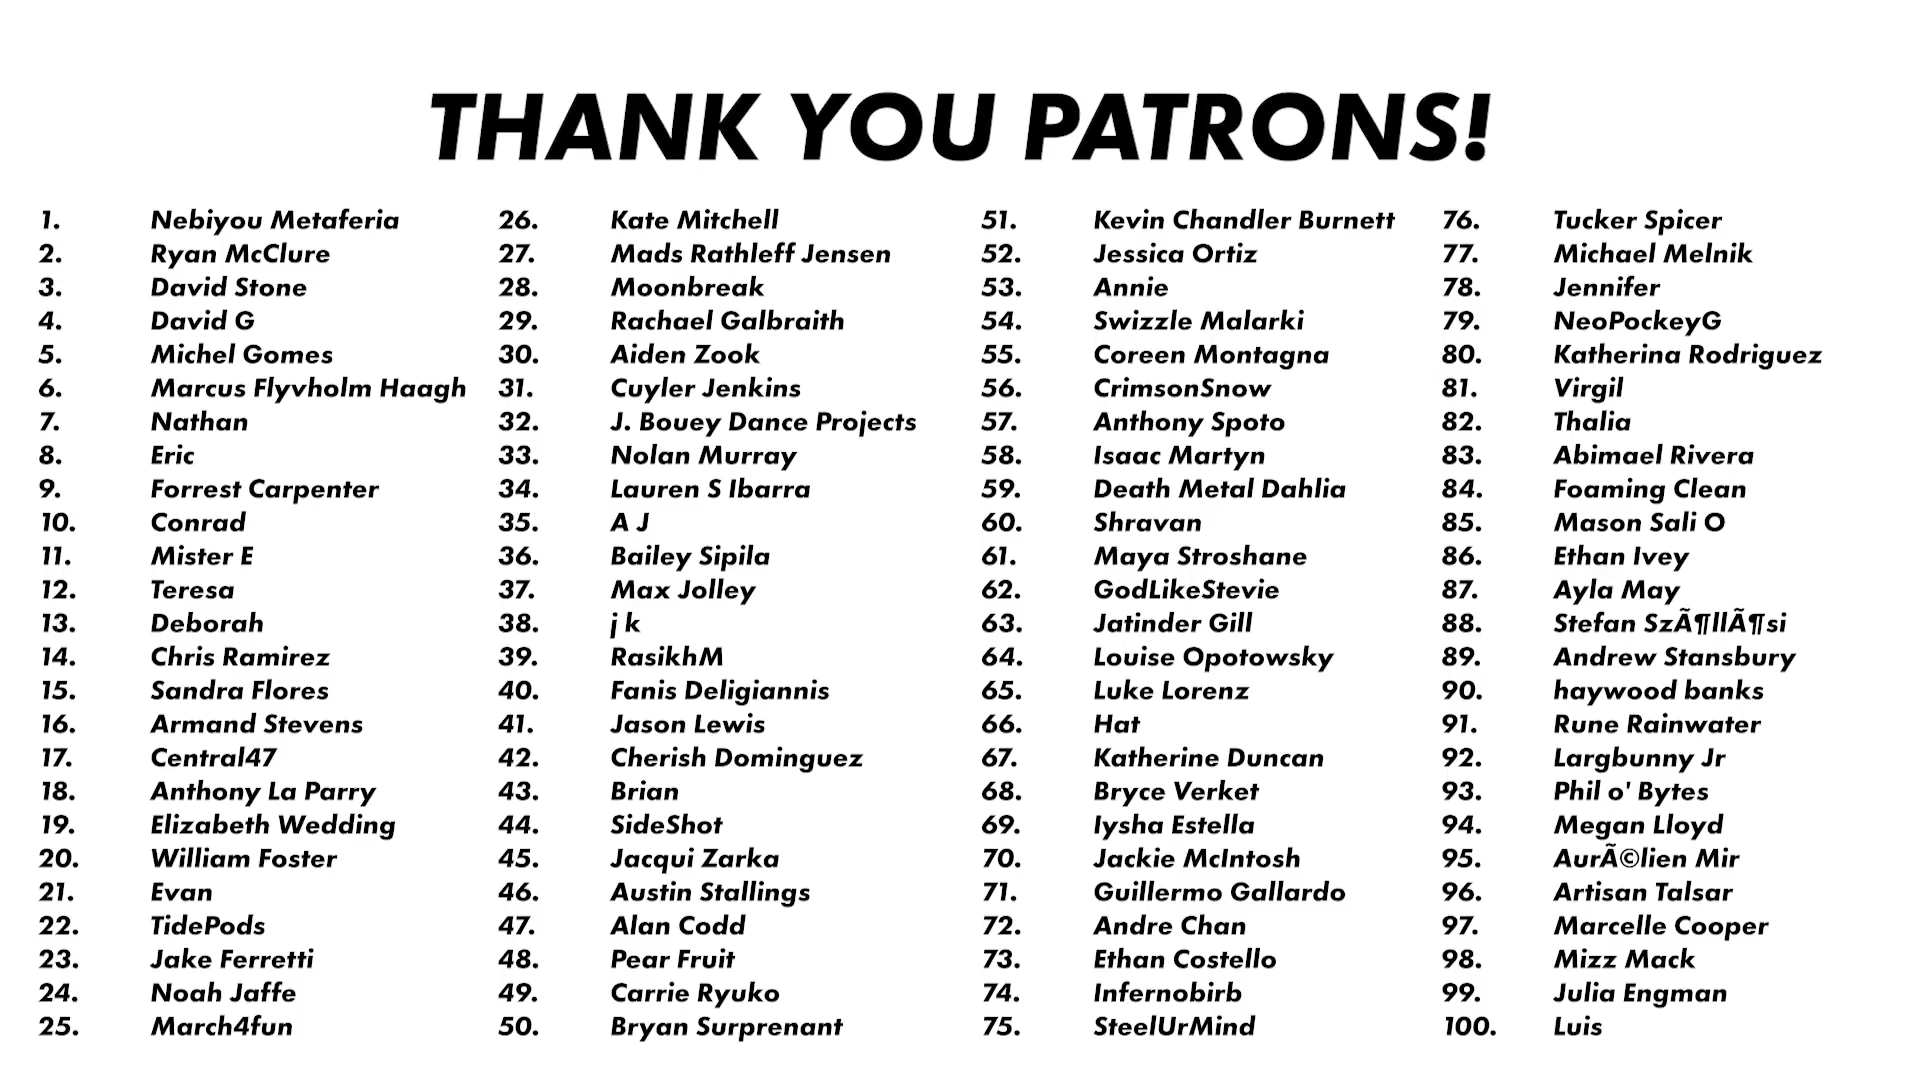 THANK YOU PATRONS!
1. Nebiyou Metaferia
2. Ryan McClure
3. David Stone
4. David G
5. Michel Gomes
6. Marcus Flyvholm Haagh
7. Nathan
8. Eric
9. Forrest Carpenter
10. Conrad
11. Mister E
12. Teresa
13. Deborah
14. Chris Ramirez
15. Sandra Flores
16. Armand Stevens
17. Central47
18. Anthony La Parry
19. Elizabeth Wedding
20. William Foster
21. Evan
22. TidePods
23. Jake Ferretti
24. Noah Jaffe
25. March4fun
26. Kate Mitchell
27. Mads Rathleff Jensen
28. Moonbreak
29. Rachael Galbraith
30. Aiden Zook
31. Cuyler Jenkins
32. J. Bouey Dance Projects
33. Nolan Murray
34. Lauren S Ibarra
35. A J
36. Bailey Sipila
37. Max Jolley
38. j k
39. RasikhM
40. Fanis Deligiannis
41. Jason Lewis
42. Cherish Dominguez
43. Brian
44. SideShot
45. Jacqui Zarka
46. Austin Stallings
47. Alan Codd
48. Pear Fruit
49. Carrie Ryuko
50. Bryan Surprenant
51. Kevin Chandler Burnett
52. Jessica Ortiz
53. Annie
54. Swizzle Malarki
55. Coreen Montagna
56. CrimsonSnow
57. Anthony Spoto
58. Isaac Martyn
59. Death Metal Dahlia
60. Shravan
61. Maya Stroshane
62. GodLikeStevie
63. Jatinder Gill
64. Louise Opotowsky
65. Luke Lorenz
66. Hat
67. Katherine Duncan
68. Bryce Verket
69. Iysha Estella
70. Jackie McIntosh
71. Guillermo Gallardo
72. Andre Chan
73. Ethan Costello
74. Infernobirb
75. SteelUrMind
76. Tucker Spicer
77. Michael Melnik
78. Jennifer
79. NeoPockeyG
80. Katherina Rodriguez
81. Virgil
82. Thalia
83. Abimael Rivera
84. Foaming Clean
85. Mason Sali O
86. Ethan Ivey
87. Ayla May
88. Stefan SzÃ¶llÃ¶si
89. Andrew Stansbury
90. haywood banks
91. Rune Rainwater
92. Largbunny Jr
93. Phil o' Bytes
94. Megan Lloyd
95. AurÃ©lien Mir
96. Artisan Talsar
97. Marcelle Cooper
98. Mizz Mack
99. Julia Engman
100. Luis